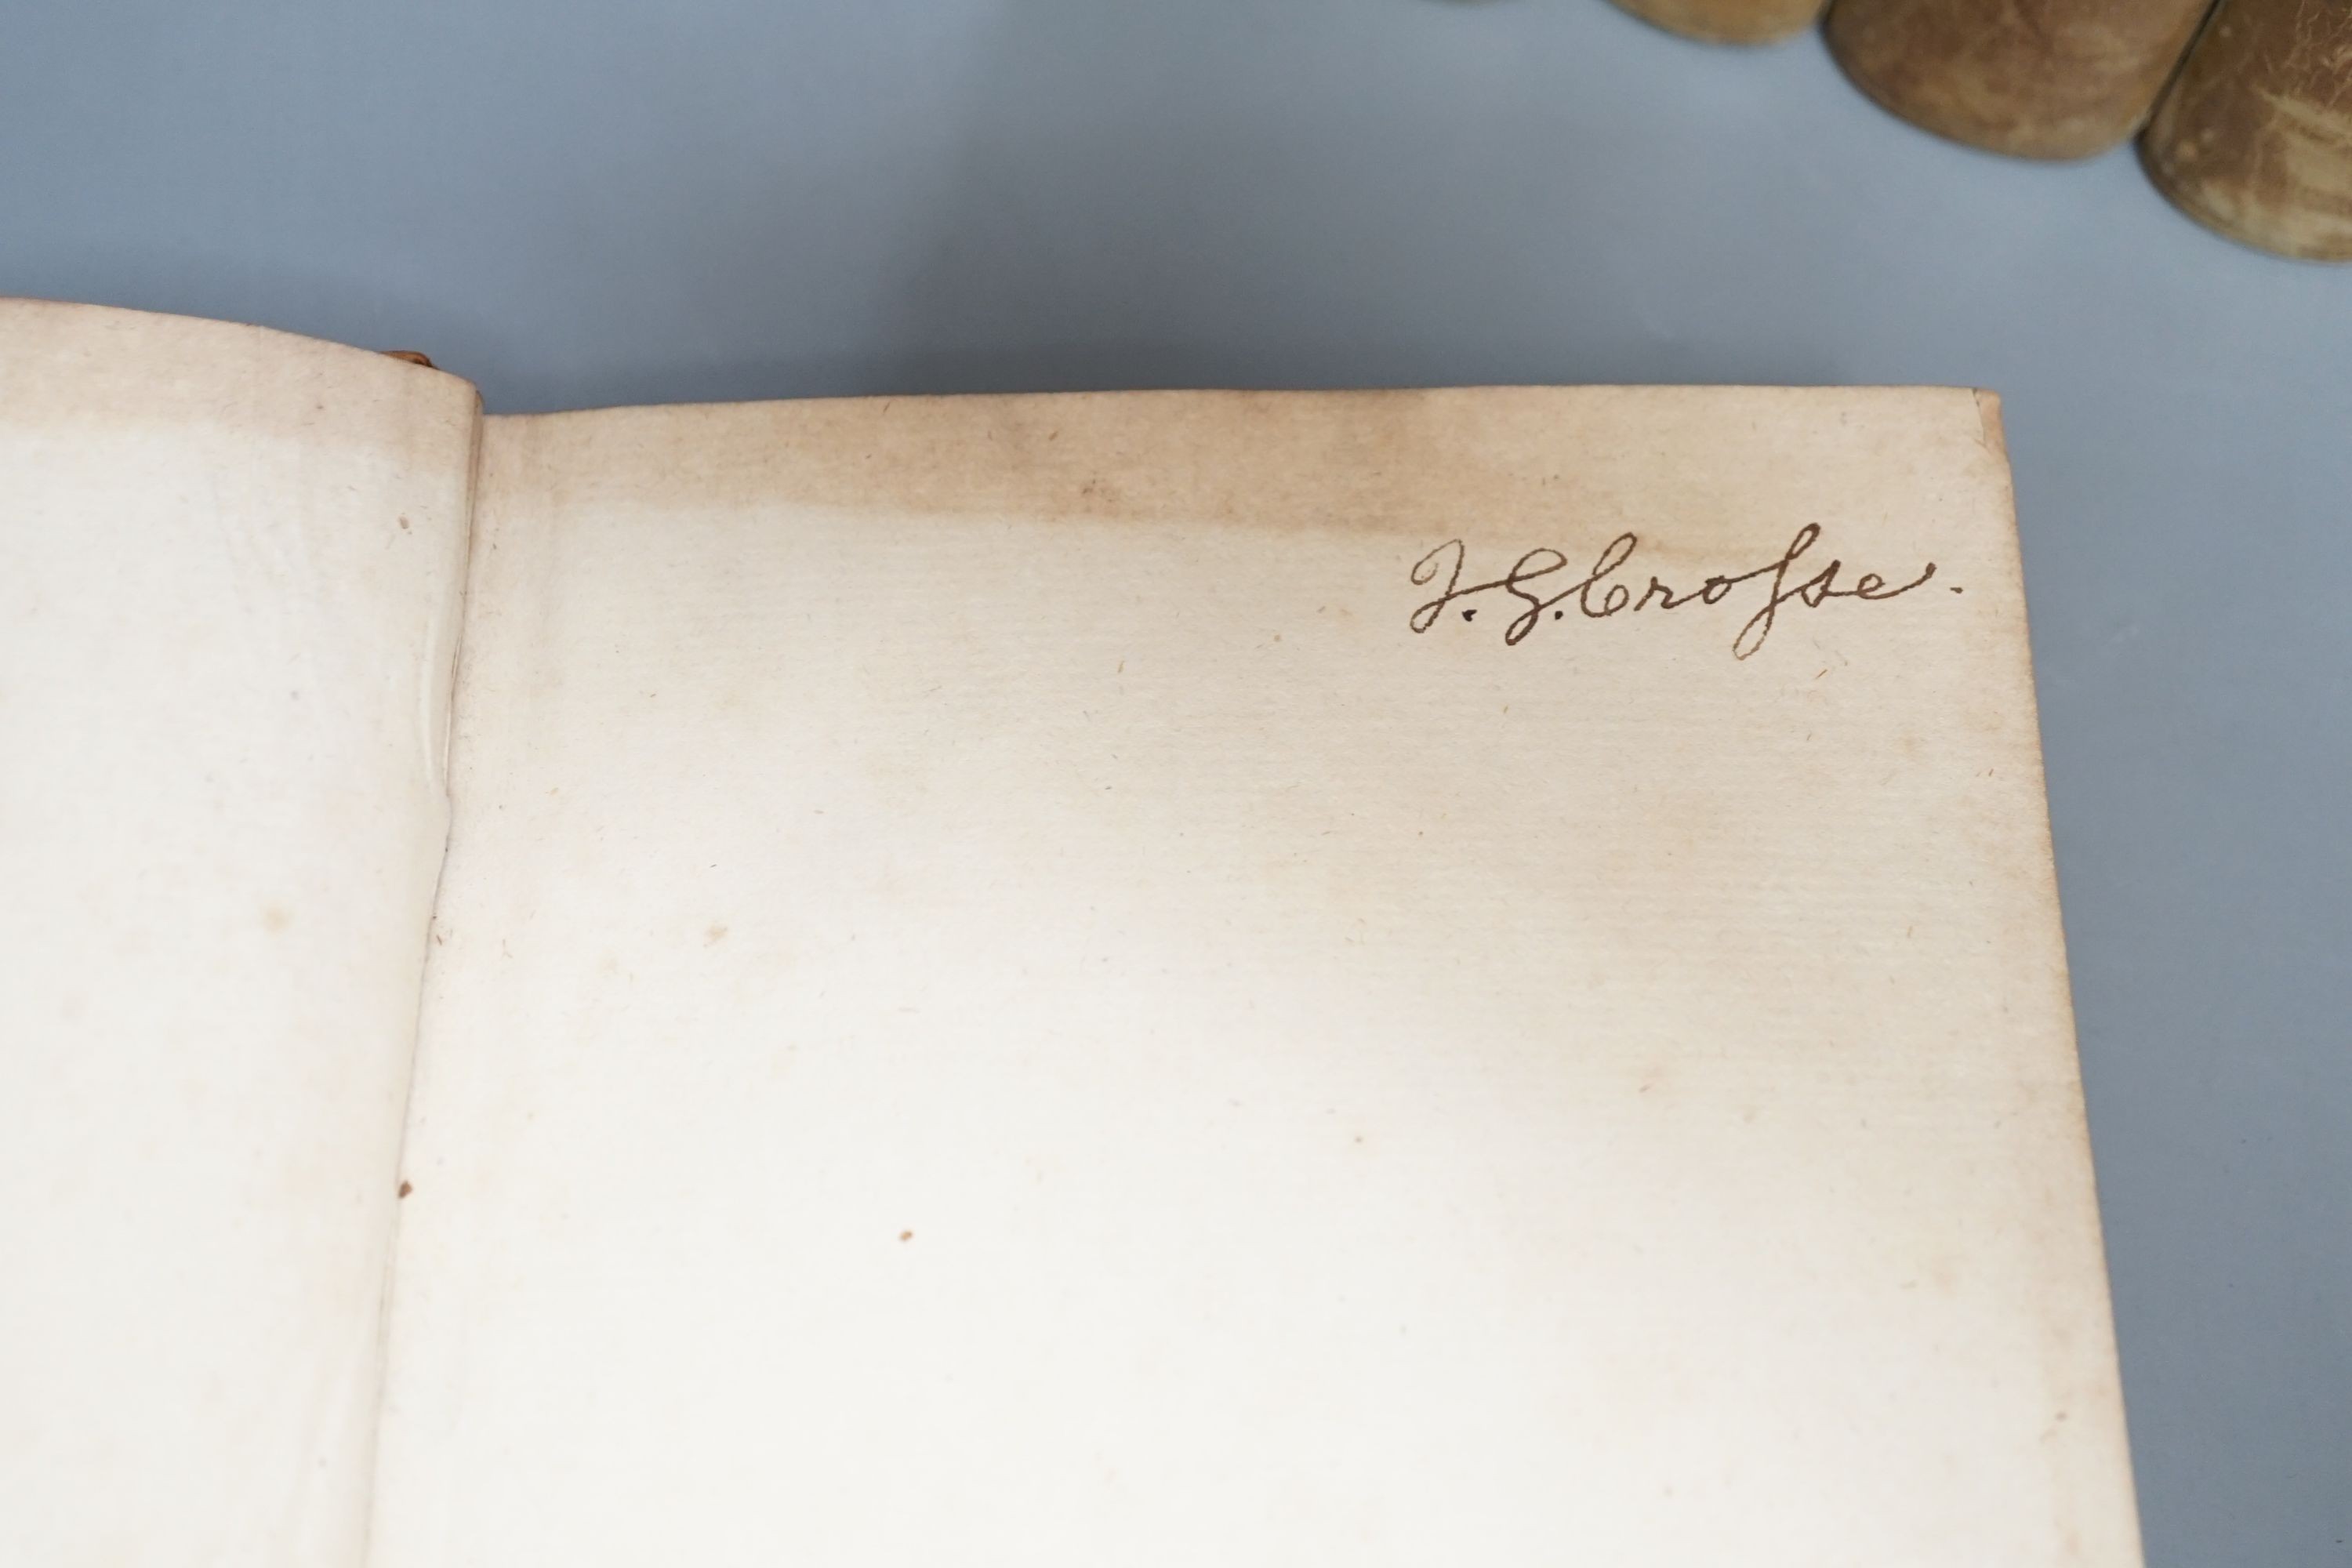 J. G. Croſse.